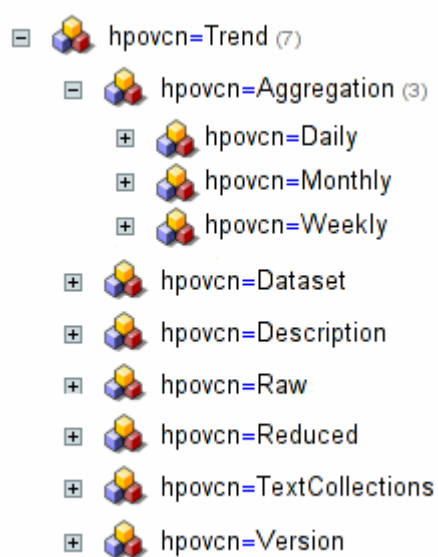 hpovcn=Trend (7)
hpovcn=Aggregation (3)
hpovcn=Daily
hpovcn=Monthly
hpovcn=Weekly
hpovcn=Dataset
hpovcn=Description
hpovcn=Raw
hpovcn=Reduced
hpovcn=TextCollections
hpovcn=Version